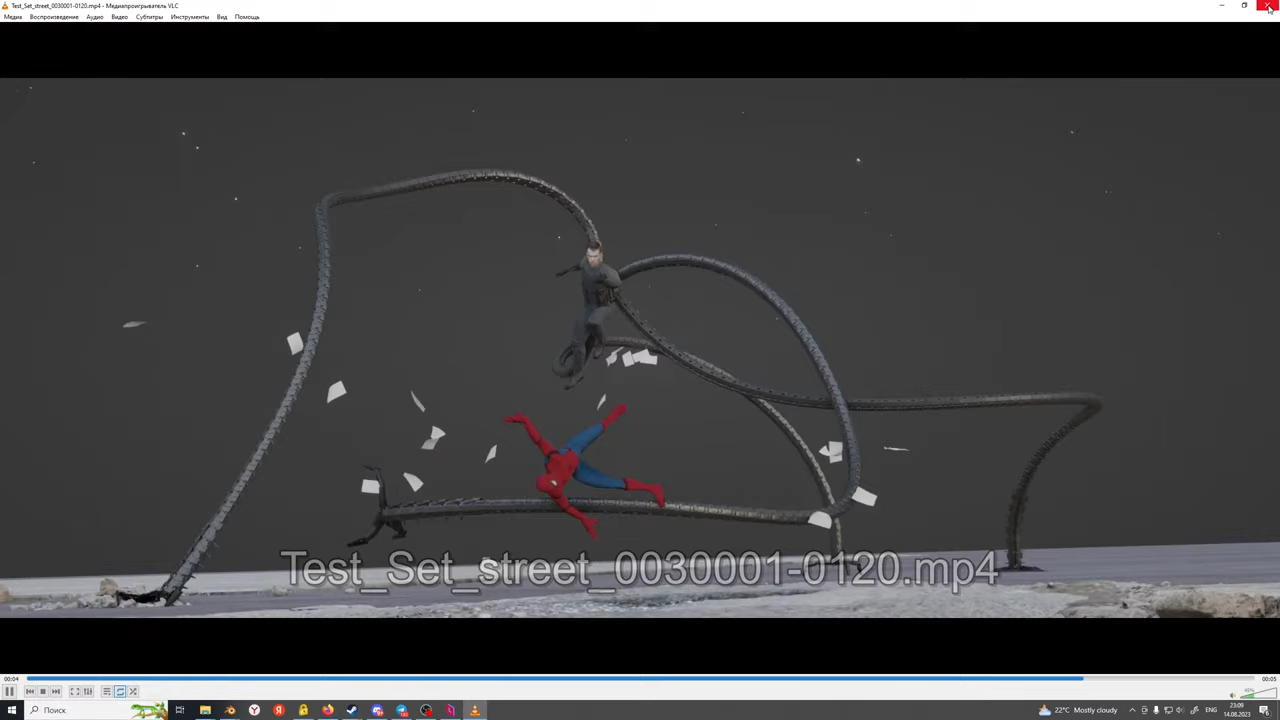 Test_Set_street_0030001-0120.mp4 - Медиапроигрыватель VLC
Медиа Воспроизведение Аудио Видео Субтитры Инструменты Вид Помощь
Test_Set_street_0030001-0120.mp4
00:04
00:05
Поиск
22°C Mostly cloudy
ENG
23:09
14.08.2023